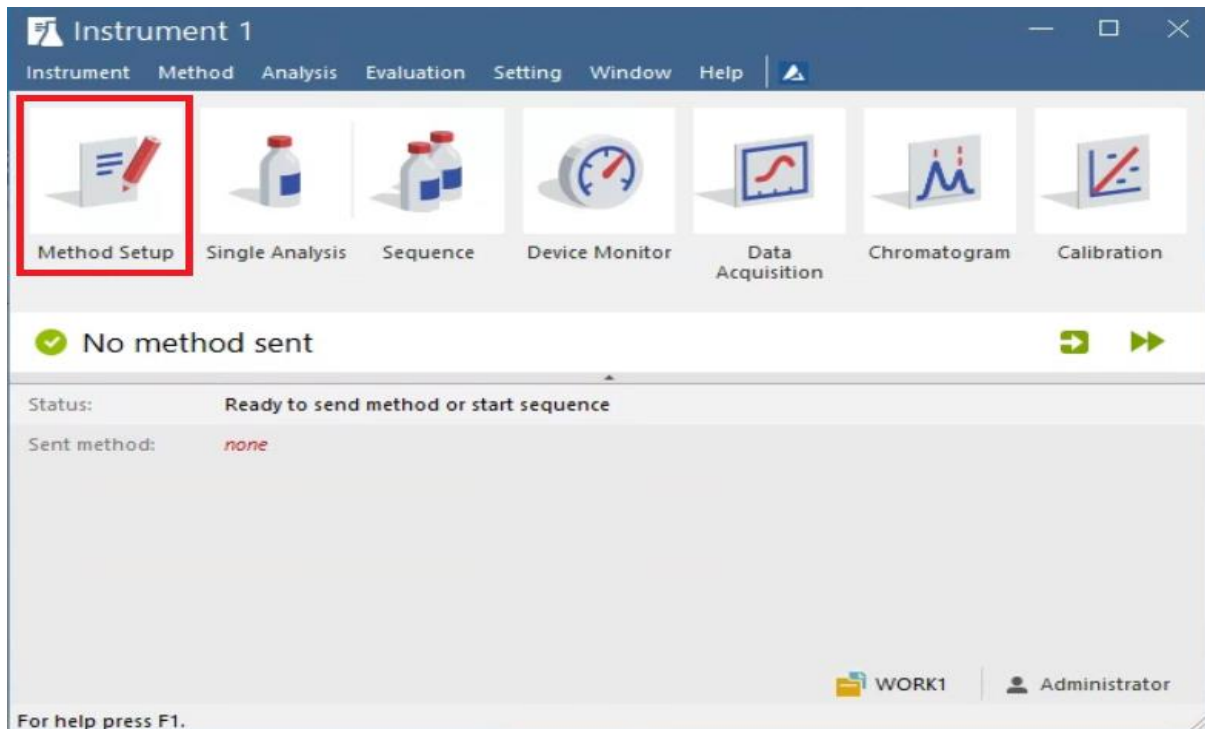 Instrument 1
Instrument Method Analysis Evaluation Setting Window Help
Method Setup Single Analysis Sequence Device Monitor Data Acquisition Chromatogram Calibration
No method sent
Status: Ready to send method or start sequence
Sent method: none
WORK1 Administrator
For help press F1.